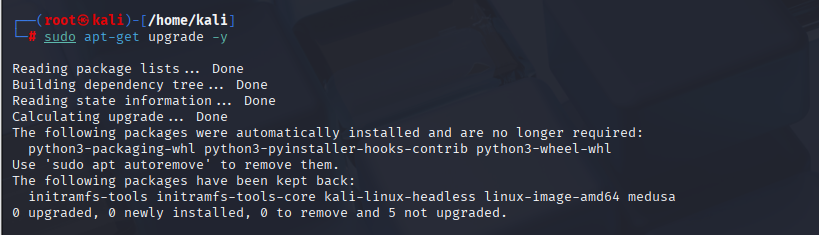 ┌──(root㉿kali)-[/home/kali]
└─# sudo apt-get upgrade -y
Reading package lists... Done
Building dependency tree... Done
Reading state information... Done
Calculating upgrade... Done
The following packages were automatically installed and are no longer required:
  python3-packaging-whl python3-pyinstaller-hooks-contrib python3-wheel-whl
Use 'sudo apt autoremove' to remove them.
The following packages have been kept back:
  initramfs-tools initramfs-tools-core kali-linux-headless linux-image-amd64 medusa
0 upgraded, 0 newly installed, 0 to remove and 5 not upgraded.